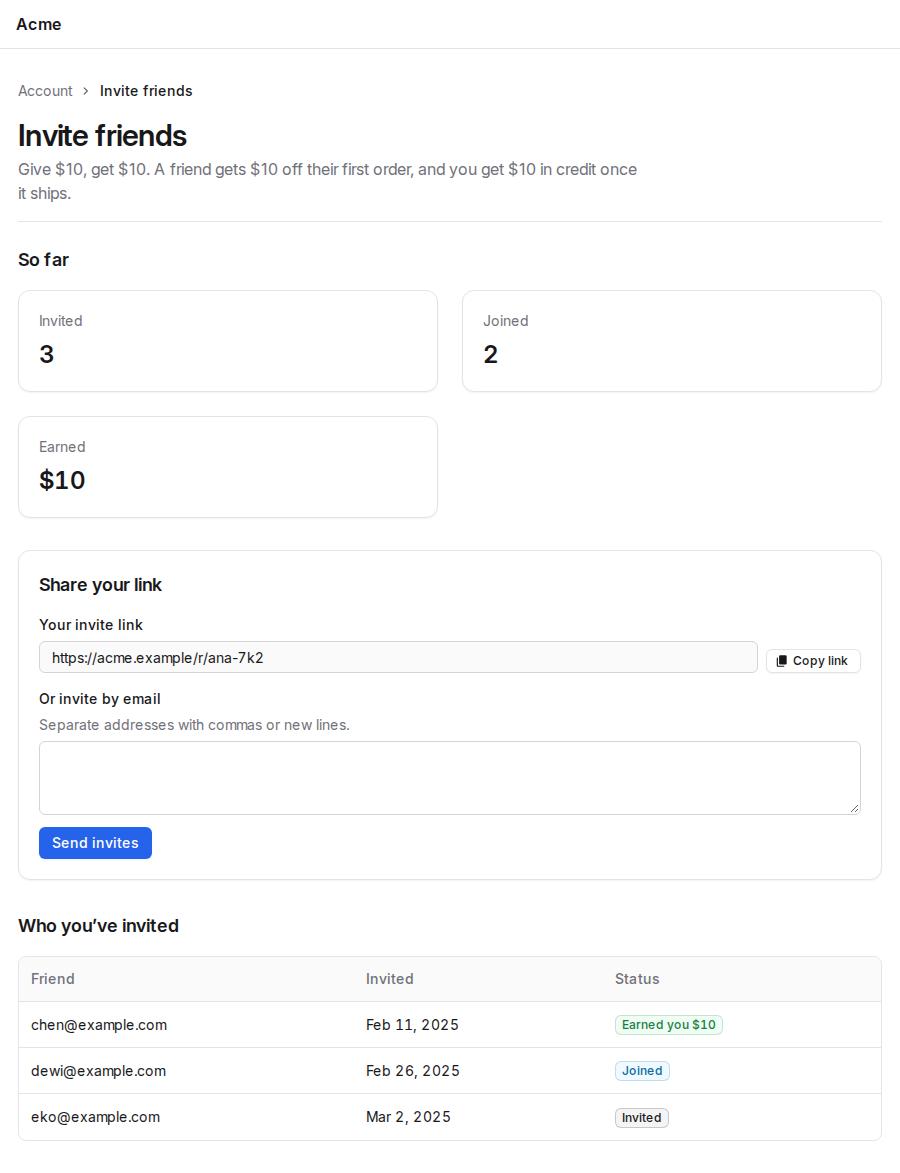 Acme
Account > Invite friends
Invite friends
Give $10, get $10. A friend gets $10 off their first order, and you get $10 in credit once
it ships.
So far
Invited
3
Joined
2
Earned
$10
Share your link
Your invite link
https://acme.example/r/ana-7k2
Copy link
Or invite by email
Separate addresses with commas or new lines.
Send invites
Who you’ve invited
Friend Invited Status
chen@example.com Feb 11, 2025 Earned you $10
dewi@example.com Feb 26, 2025 Joined
eko@example.com Mar 2, 2025 Invited